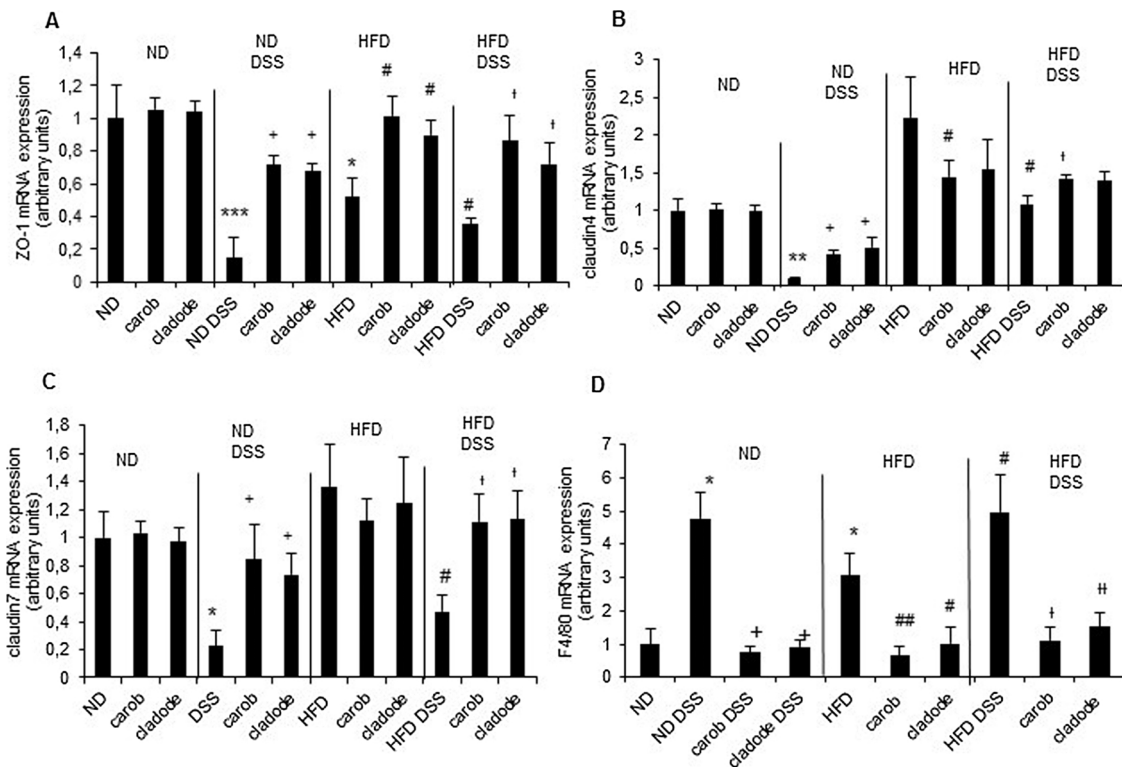 A
ZO-1 mRNA expression
(arbitrary units)
1,4
1,2
1
0,8
0,6
0,4
0,2
0
ND
ND
DSS
HFD
HFD
DSS
***
+
+
*
#
#
#
ƚ
ƚ
ND
carob
cladode
ND DSS
carob
cladode
HFD
carob
cladode
HFD DSS
carob
cladode
B
claudin4 mRNA expression
(arbitrary units)
3
2,5
2
1,5
1
0,5
0
ND
ND
DSS
HFD
HFD
DSS
**
+
+
#
#
ƚ
ND
carob
cladode
ND DSS
carob
cladode
HFD
carob
cladode
HFD DSS
carob
cladode
C
claudin7 mRNA expression
(arbitrary units)
1,8
1,6
1,4
1,2
1
0,8
0,6
0,4
0,2
0
ND
ND
DSS
HFD
HFD
DSS
*
+
+
#
ƚ
ƚ
ND
carob
cladode
DSS
carob
cladode
HFD
carob
cladode
HFD DSS
carob
cladode
D
F4/80 mRNA expression
(arbitrary units)
7
6
5
4
3
2
1
0
ND
HFD
HFD
DSS
*
+
+
*
##
#
#
ƚ
ƚƚ
ND
ND DSS
carob DSS
cladode DSS
HFD
carob
cladode
HFD DSS
carob
cladode